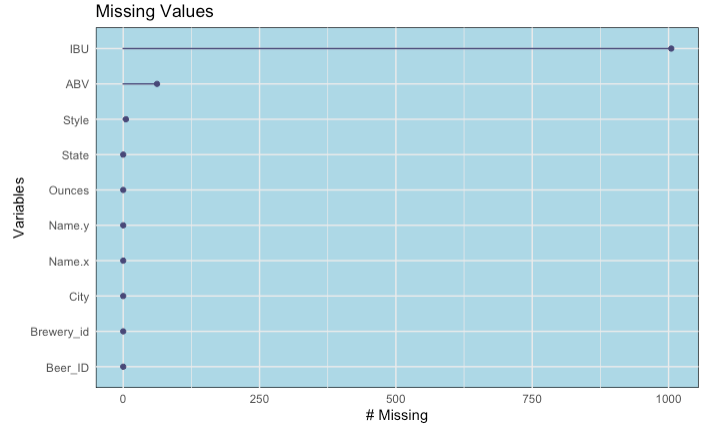 Missing Values
IBU
ABV
Style
State
Ounces
Name.y
Name.x
City
Brewery_id
Beer_ID
Variables
0 250 500 750 1000
# Missing